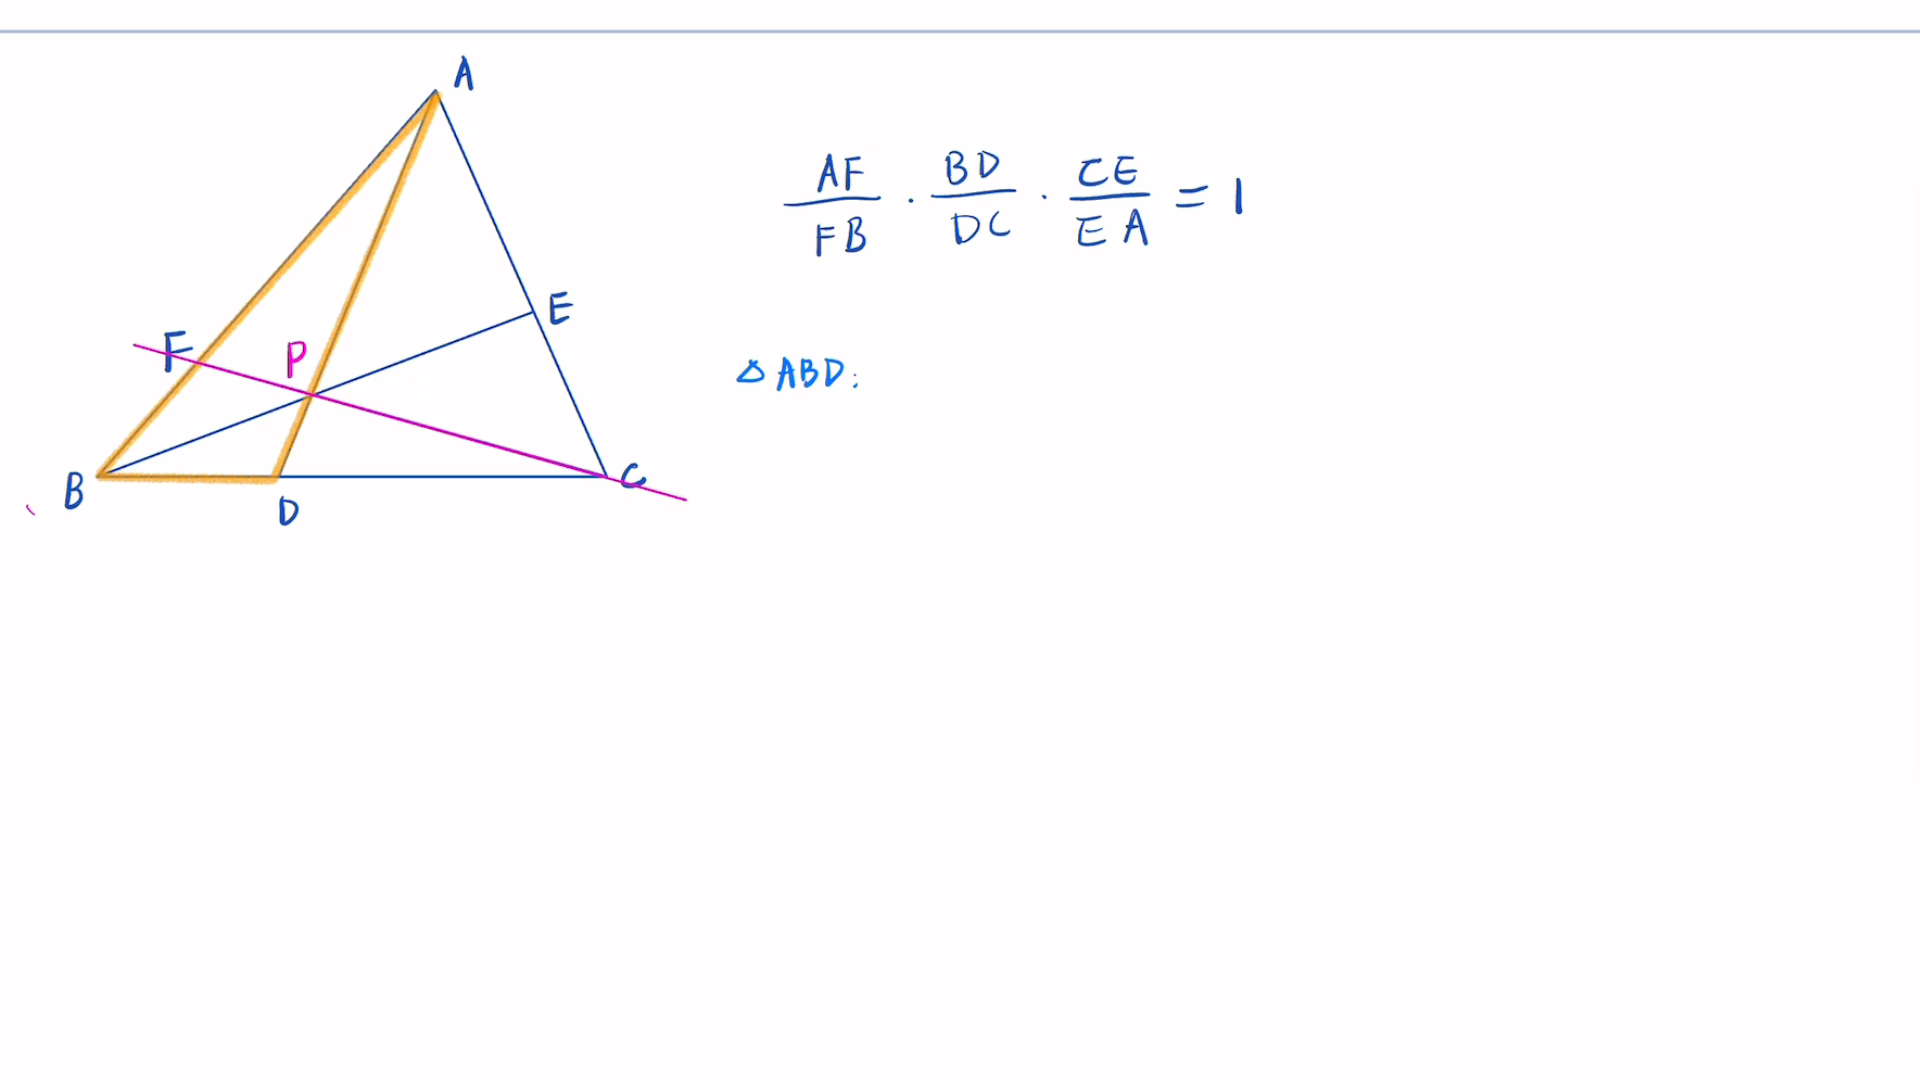 A
AF/FB · BD/DC · CE/EA = 1
E
F
P
△ABD:
B
C
D